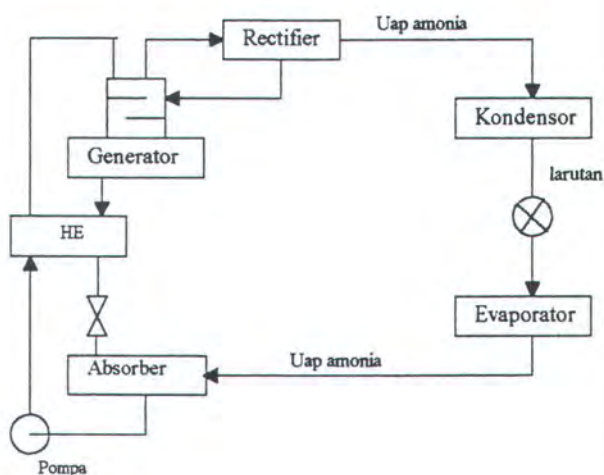 Rectifier
Uap amonia
Kondensor
Generator
larutan
HE
Evaporator
Absorber
Uap amonia
Pompa